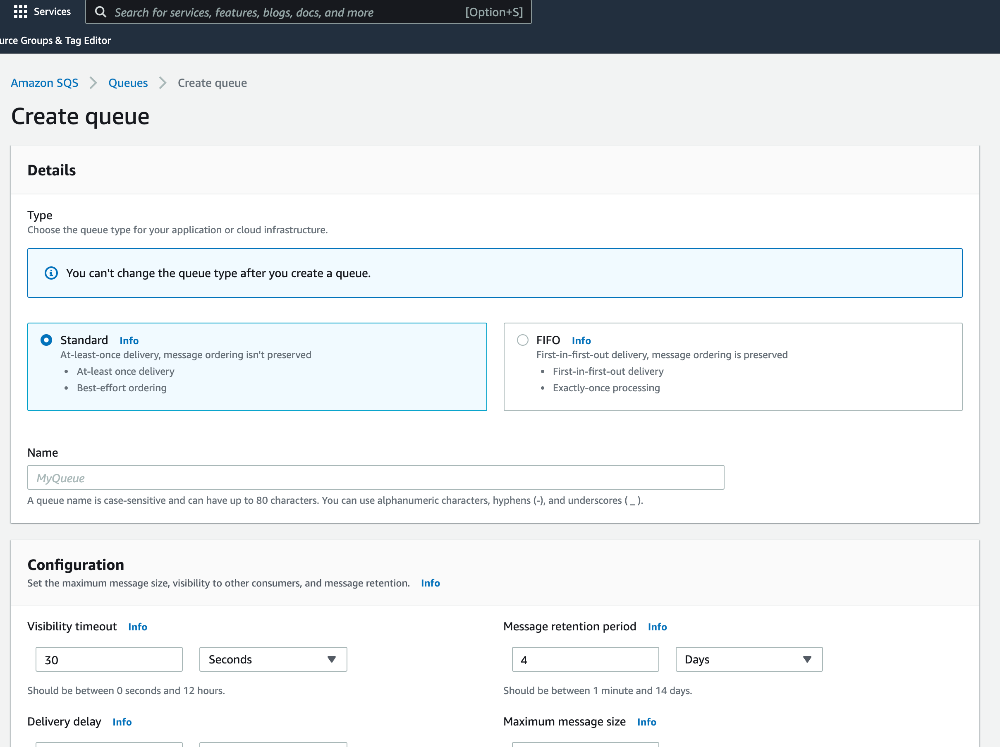 Services
Search for services, features, blogs, docs, and more [Option+S]
urce Groups & Tag Editor
Amazon SQS > Queues > Create queue
Create queue
Details
Type
Choose the queue type for your application or cloud infrastructure.
You can't change the queue type after you create a queue.
Standard Info
At-least-once delivery, message ordering isn't preserved
• At-least once delivery
• Best-effort ordering
FIFO Info
First-in-first-out delivery, message ordering is preserved
• First-in-first-out delivery
• Exactly-once processing
Name
MyQueue
A queue name is case-sensitive and can have up to 80 characters. You can use alphanumeric characters, hyphens (-), and underscores ( _ ).
Configuration
Set the maximum message size, visibility to other consumers, and message retention. Info
Visibility timeout Info
30 Seconds
Should be between 0 seconds and 12 hours.
Message retention period Info
4 Days
Should be between 1 minute and 14 days.
Delivery delay Info
Maximum message size Info